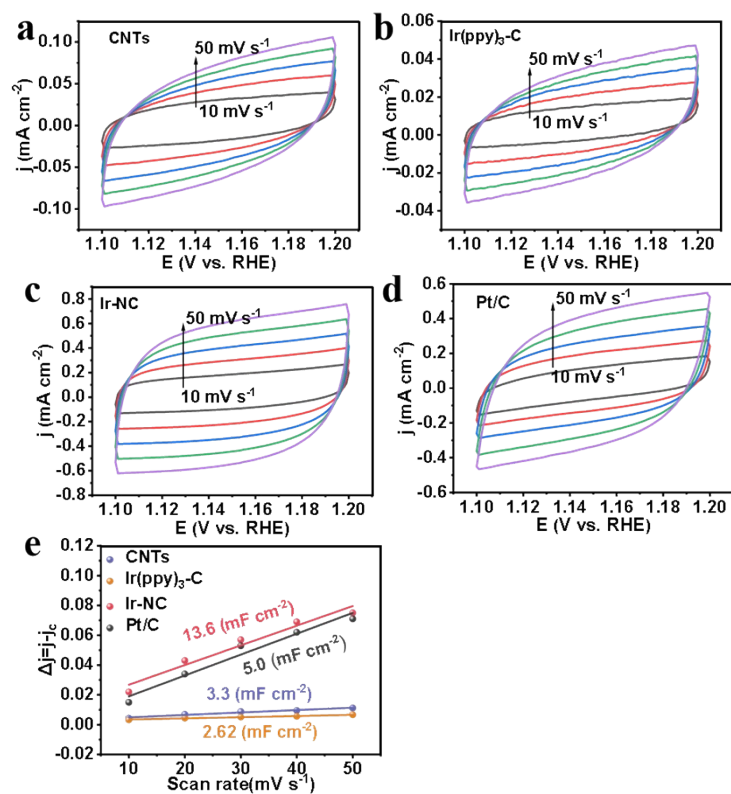 a
CNTs
50 mV s⁻¹
10 mV s⁻¹
0.10
0.05
0.00
-0.05
-0.10
j (mA cm⁻²)
1.10 1.12 1.14 1.16 1.18 1.20
E (V vs. RHE)
b
Ir(ppy)₃-C
50 mV s⁻¹
10 mV s⁻¹
0.06
0.04
0.02
0.00
-0.02
-0.04
j (mA cm⁻²)
1.10 1.12 1.14 1.16 1.18 1.20
E (V vs. RHE)
c
Ir-NC
50 mV s⁻¹
10 mV s⁻¹
0.8
0.6
0.4
0.2
0.0
-0.2
-0.4
-0.6
-0.8
j (mA cm⁻²)
1.10 1.12 1.14 1.16 1.18 1.20
E (V vs. RHE)
d
Pt/C
50 mV s⁻¹
10 mV s⁻¹
0.6
0.4
0.2
0.0
-0.2
-0.4
-0.6
j (mA cm⁻²)
1.10 1.12 1.14 1.16 1.18 1.20
E (V vs. RHE)
e
CNTs
Ir(ppy)₃-C
Ir-NC
Pt/C
13.6 (mF cm⁻²)
5.0 (mF cm⁻²)
3.3 (mF cm⁻²)
2.62 (mF cm⁻²)
0.12
0.10
0.08
0.06
0.04
0.02
0.00
-0.02
Δj=j-j꜀
10 20 30 40 50
Scan rate(mV s⁻¹)